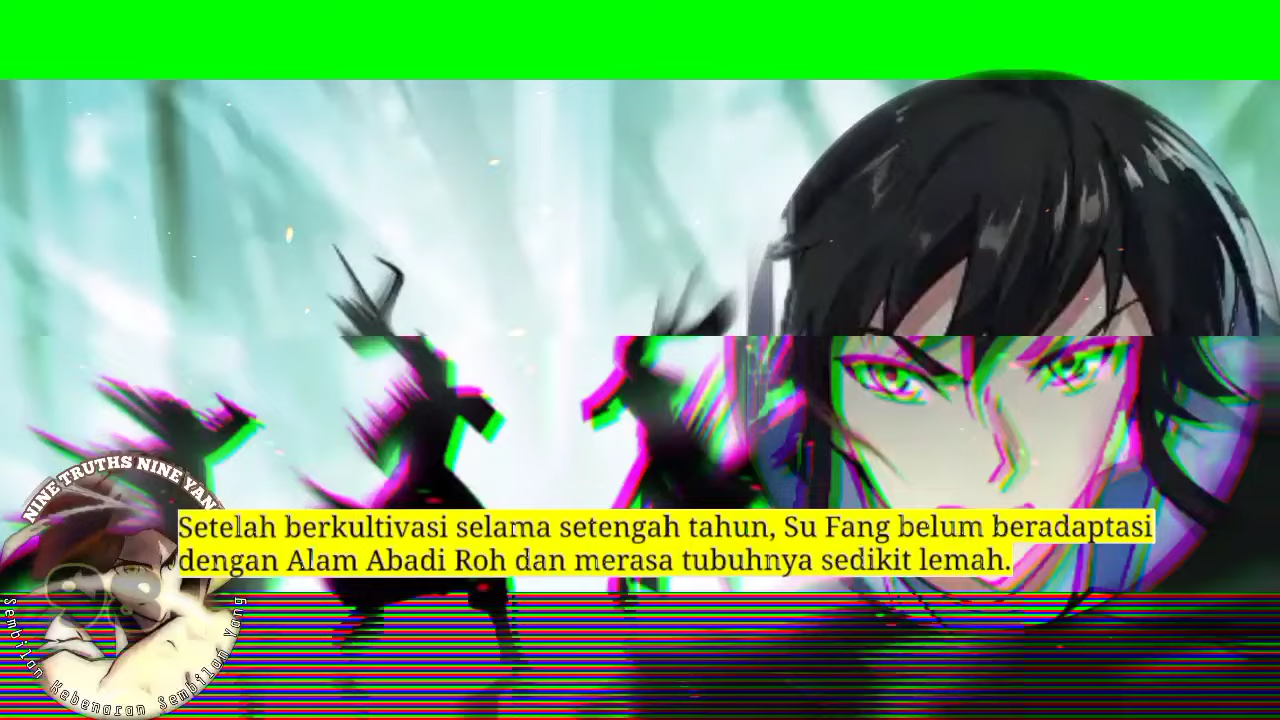 NINE TRUTHS NINE YAN
Setelah berkultivasi selama setengah tahun, Su Fang belum beradaptasi
dengan Alam Abadi Roh dan merasa tubuhnya sedikit lemah.
Sembilan Kebenaran Sembilan Yang